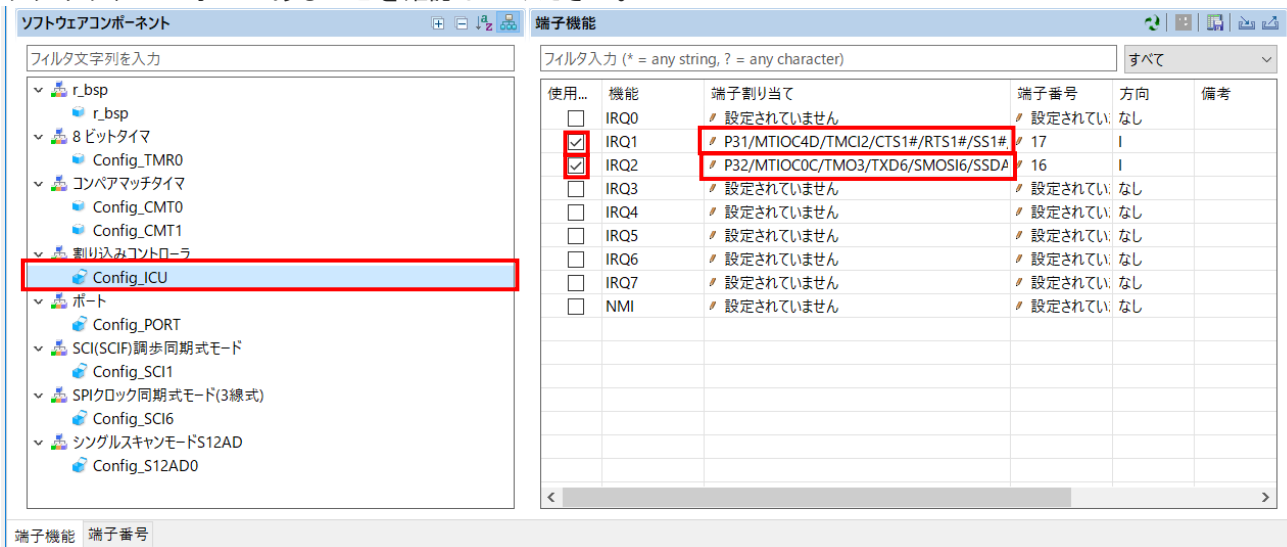 ソフトウェアコンポーネント
フィルタ文字列を入力
r_bsp
r_bsp
8 ビットタイマ
Config_TMR0
コンペアマッチタイマ
Config_CMT0
Config_CMT1
割り込みコントローラ
Config_ICU
ポート
Config_PORT
SCI(SCIF)調歩同期式モード
Config_SCI1
SPIクロック同期式モード(3線式)
Config_SCI6
シングルスキャンモードS12AD
Config_S12AD0
端子機能
フィルタ入力 (* = any string, ? = any character) すべて
使用... 機能 端子割り当て 端子番号 方向 備考
IRQ0 設定されていません 設定されてい なし
IRQ1 P31/MTIOC4D/TMCI2/CTS1#/RTS1#/SS1# 17 I
IRQ2 P32/MTIOC0C/TMO3/TXD6/SMOSI6/SSDA 16 I
IRQ3 設定されていません 設定されてい なし
IRQ4 設定されていません 設定されてい なし
IRQ5 設定されていません 設定されてい なし
IRQ6 設定されていません 設定されてい なし
IRQ7 設定されていません 設定されてい なし
NMI 設定されていません 設定されてい なし
端子機能 端子番号